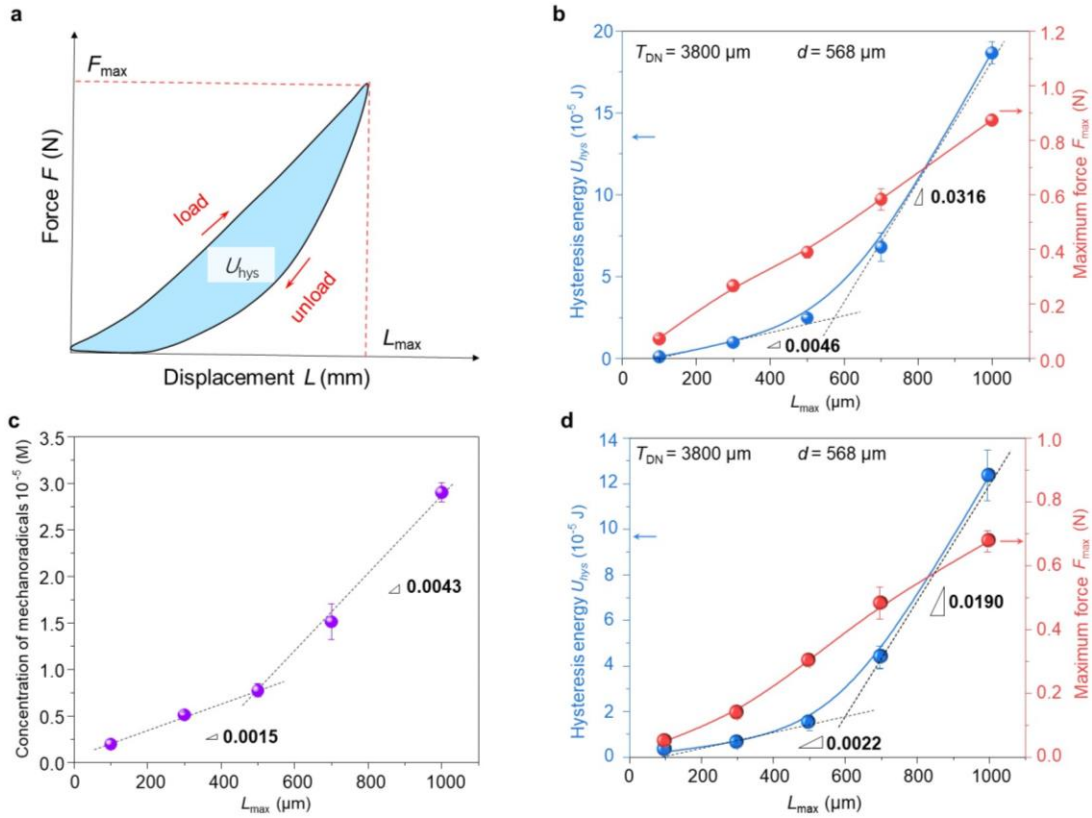 a
F_max
Force F (N)
load
U_hys
unload
L_max
Displacement L (mm)
b
T_DN = 3800 μm d = 568 μm
Hysteresis energy U_hys (10^-5 J)
20
15
10
5
0
Maximum force F_max (N)
1.2
1.0
0.8
0.6
0.4
0.2
0.0
0.0316
0.0046
0 200 400 600 800 1000
L_max (μm)
c
Concentration of mechanoradicals 10^-5 (M)
3.5
3.0
2.5
2.0
1.5
1.0
0.5
0.0
0.0043
0.0015
0 200 400 600 800 1000
L_max (μm)
d
T_DN = 3800 μm d = 568 μm
Hysteresis energy U_hys (10^-5 J)
14
12
10
8
6
4
2
0
Maximum force F_max (N)
1.0
0.8
0.6
0.4
0.2
0.0
0.0190
0.0022
0 200 400 600 800 1000
L_max (μm)